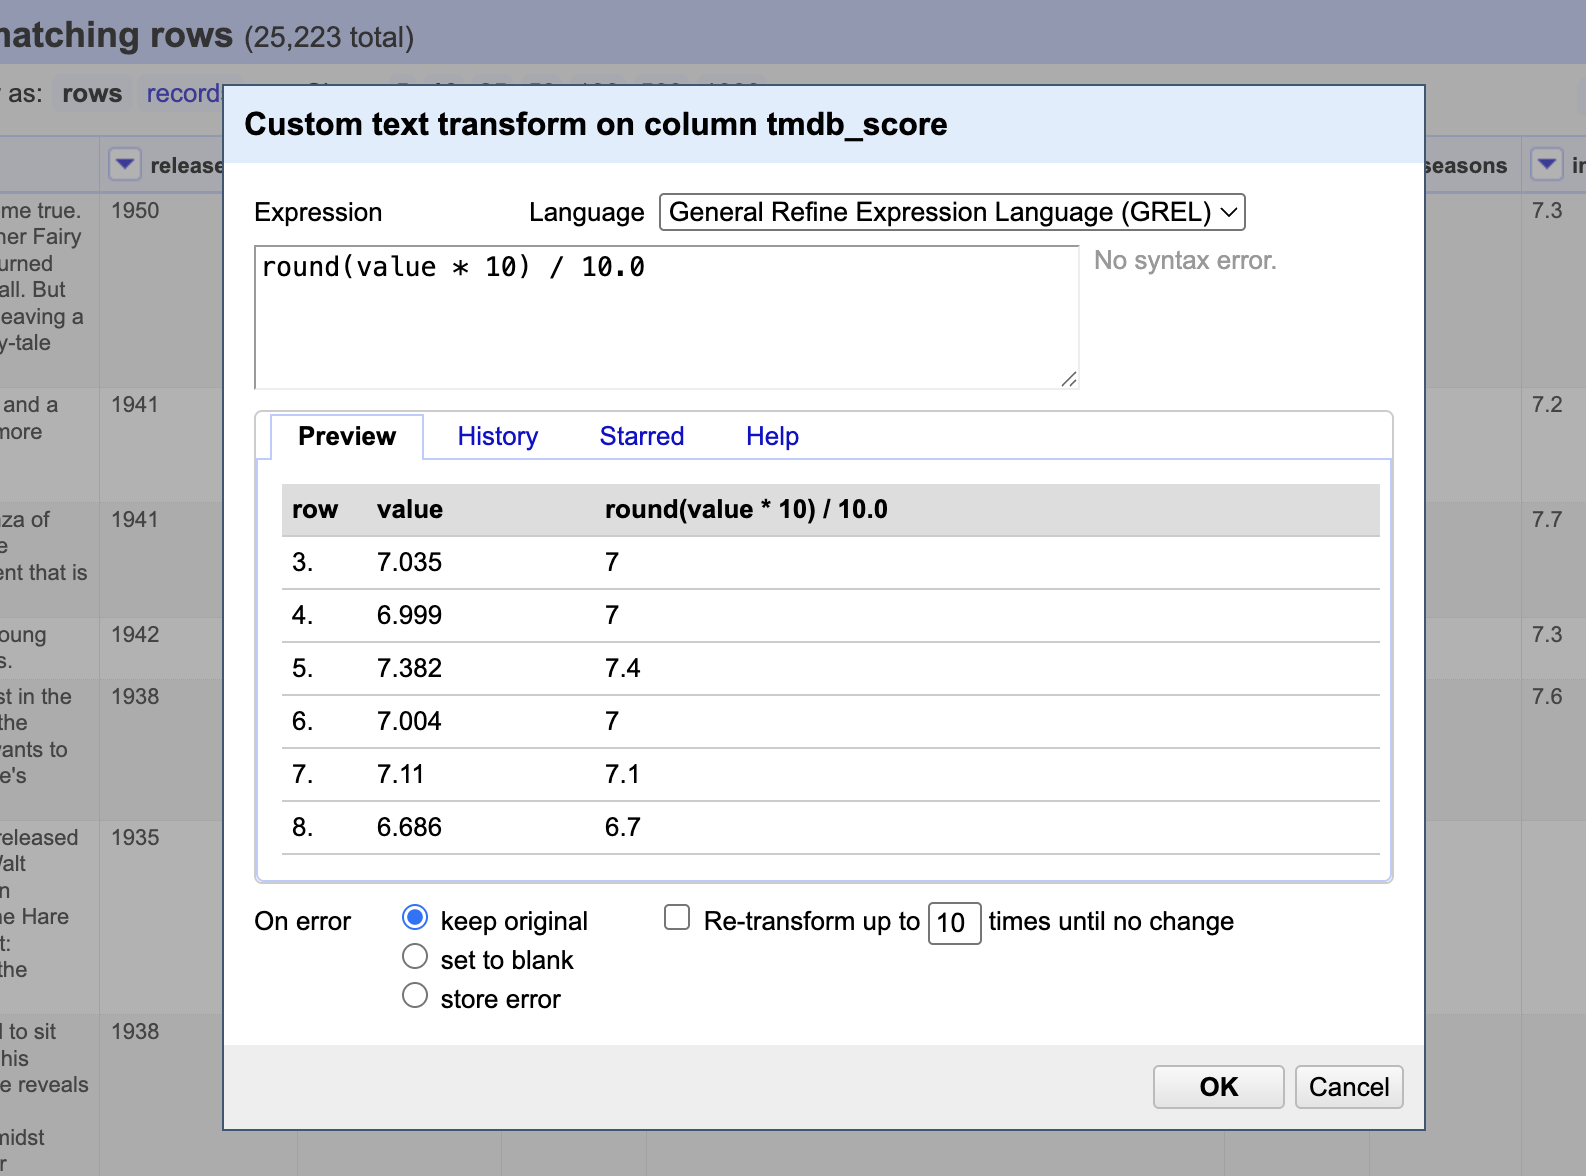 matching rows (25,223 total)
as: rows records
release
seasons
me true. 1950 7.3
her Fairy
urned
all. But
eaving a
y-tale
and a 1941 7.2
more
nza of 1941 7.7
e
ent that is
oung 1942 7.3
s.
st in the 1938 7.6
the
ants to
e's
released 1935
Walt
n
he Hare
t:
the
to sit 1938
his
e reveals
midst
r
Custom text transform on column tmdb_score
Expression Language General Refine Expression Language (GREL)
round(value * 10) / 10.0
No syntax error.
Preview History Starred Help
row value round(value * 10) / 10.0
3. 7.035 7
4. 6.999 7
5. 7.382 7.4
6. 7.004 7
7. 7.11 7.1
8. 6.686 6.7
On error keep original Re-transform up to 10 times until no change
set to blank
store error
OK Cancel